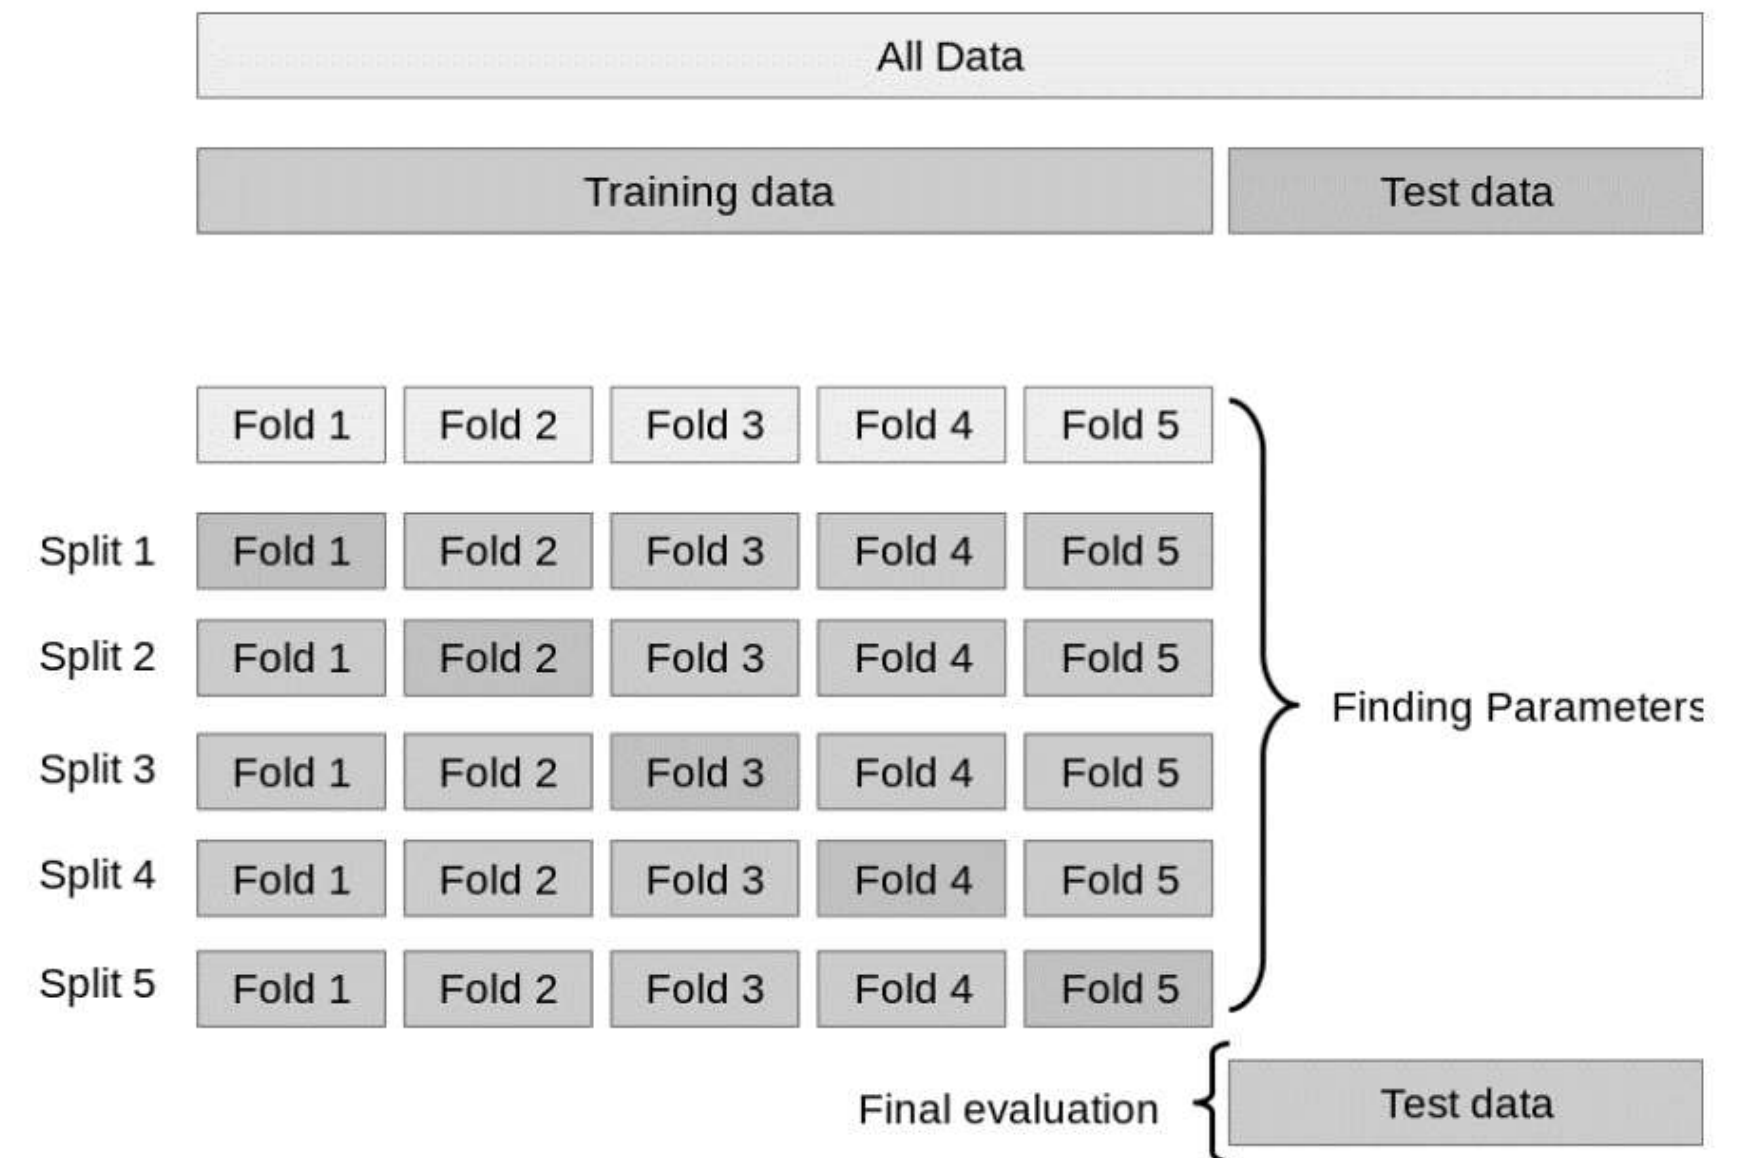 All Data
Training data Test data
Fold 1 Fold 2 Fold 3 Fold 4 Fold 5
Split 1 Fold 1 Fold 2 Fold 3 Fold 4 Fold 5
Split 2 Fold 1 Fold 2 Fold 3 Fold 4 Fold 5
Finding Parameters
Split 3 Fold 1 Fold 2 Fold 3 Fold 4 Fold 5
Split 4 Fold 1 Fold 2 Fold 3 Fold 4 Fold 5
Split 5 Fold 1 Fold 2 Fold 3 Fold 4 Fold 5
Final evaluation Test data